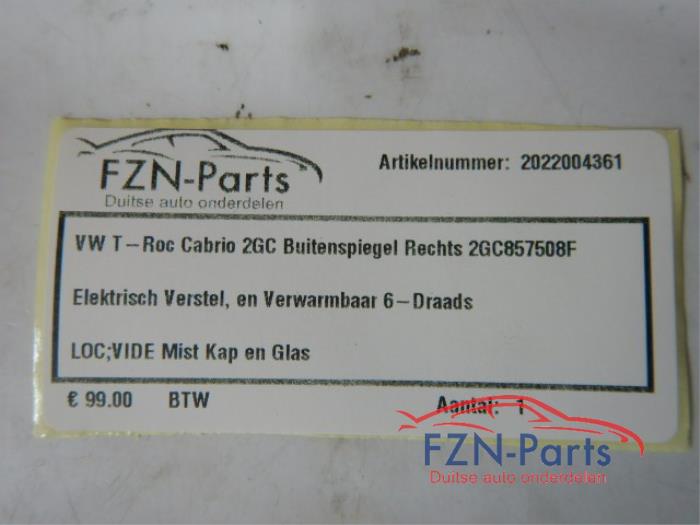 FZN-Parts
Duitse auto onderdelen
Artikelnummer: 2022004361
VW T-Roc Cabrio 2GC Buitenspiegel Rechts 2GC857508F
Elektrisch Verstel, en Verwarmbaar 6-Draads
LOC;VIDE Mist Kap en Glas
€ 99.00 BTW Aantal: 1
FZN-Parts
Duitse auto onderdelen